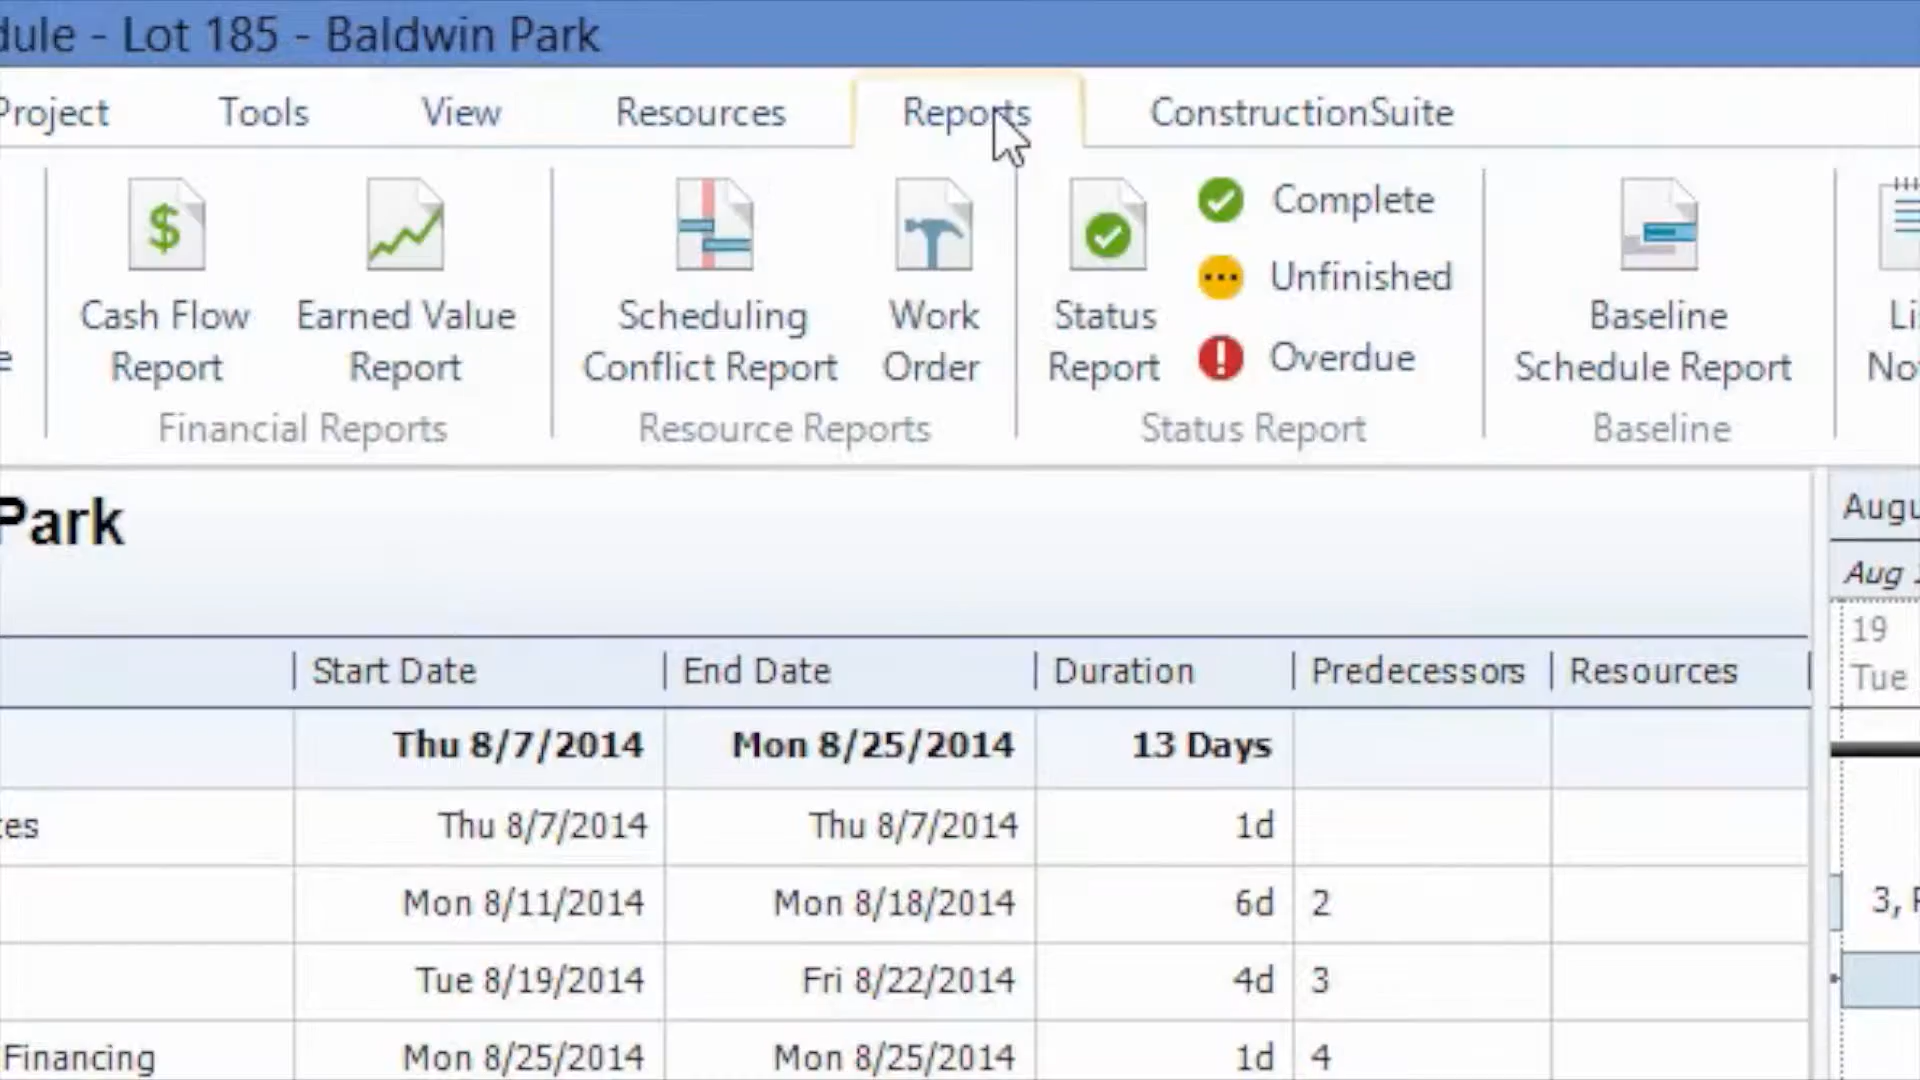 dule - Lot 185 - Baldwin Park
Project Tools View Resources Reports ConstructionSuite
Cash Flow Report
Earned Value Report
Financial Reports
Scheduling Conflict Report
Work Order
Resource Reports
Status Report
Complete
Unfinished
Overdue
Status Report
Baseline Schedule Report
Baseline
Park
Start Date End Date Duration Predecessors Resources
Thu 8/7/2014 Mon 8/25/2014 13 Days
Thu 8/7/2014 Thu 8/7/2014 1d
Mon 8/11/2014 Mon 8/18/2014 6d 2
Tue 8/19/2014 Fri 8/22/2014 4d 3
Financing Mon 8/25/2014 Mon 8/25/2014 1d 4
Augu
Aug
19
Tue
3,